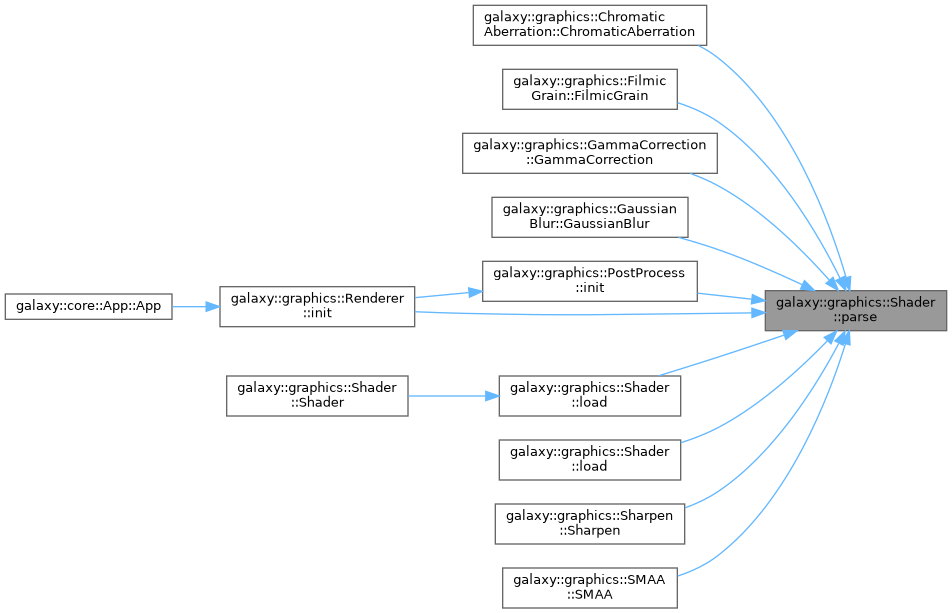 galaxy::graphics::Chromatic
Aberration::ChromaticAberration
galaxy::graphics::Filmic
Grain::FilmicGrain
galaxy::graphics::GammaCorrection
::GammaCorrection
galaxy::graphics::Gaussian
Blur::GaussianBlur
galaxy::graphics::PostProcess
::init
galaxy::core::App::App
galaxy::graphics::Renderer
::init
galaxy::graphics::Shader
::parse
galaxy::graphics::Shader
::Shader
galaxy::graphics::Shader
::load
galaxy::graphics::Shader
::load
galaxy::graphics::Sharpen
::Sharpen
galaxy::graphics::SMAA
::SMAA